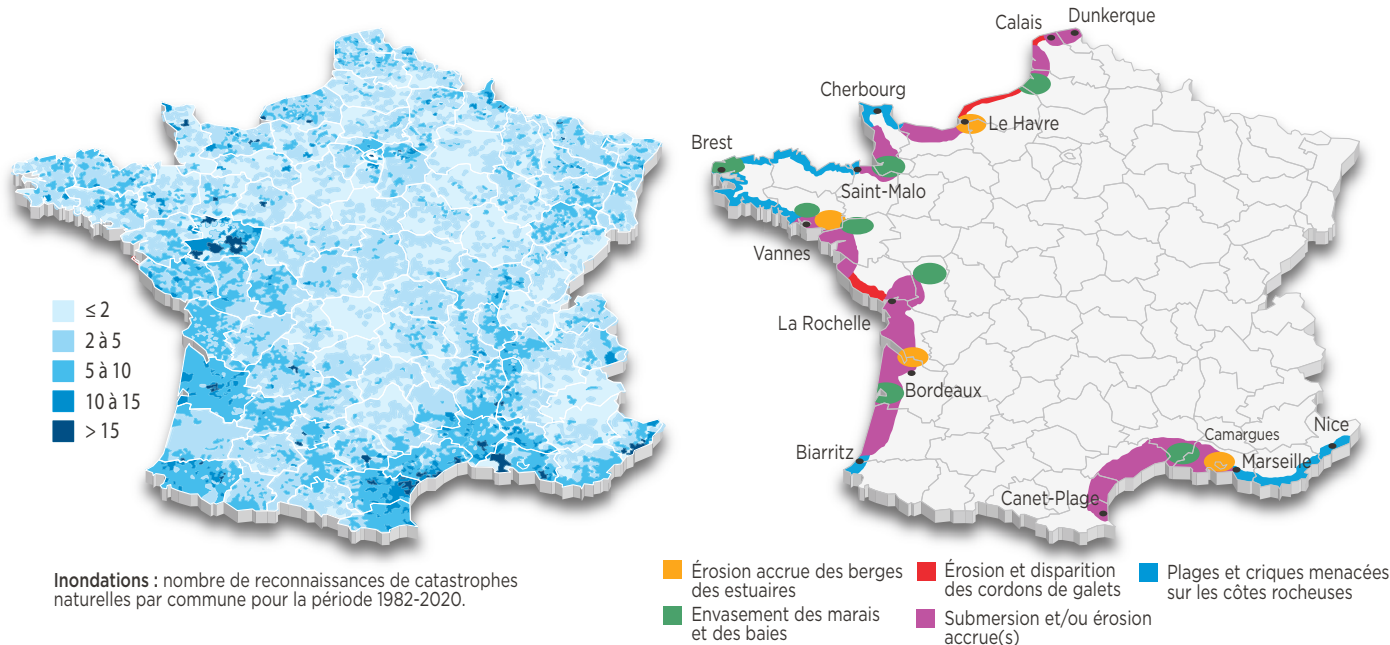 ≤ 2
2 à 5
5 à 10
10 à 15
> 15
Inondations : nombre de reconnaissances de catastrophes
naturelles par commune pour la période 1982-2020.
Calais
Dunkerque
Cherbourg
Le Havre
Brest
Saint-Malo
Vannes
La Rochelle
Bordeaux
Biarritz
Camargues
Nice
Marseille
Canet-Plage
Érosion accrue des berges
des estuaires
Envasement des marais
et des baies
Érosion et disparition
des cordons de galets
Submersion et/ou érosion
accrue(s)
Plages et criques menacées
sur les côtes rocheuses